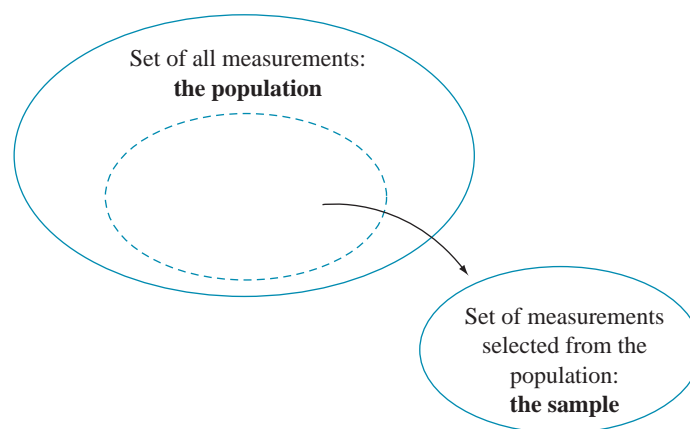 Set of all measurements:
the population
Set of measurements
selected from the
population:
the sample